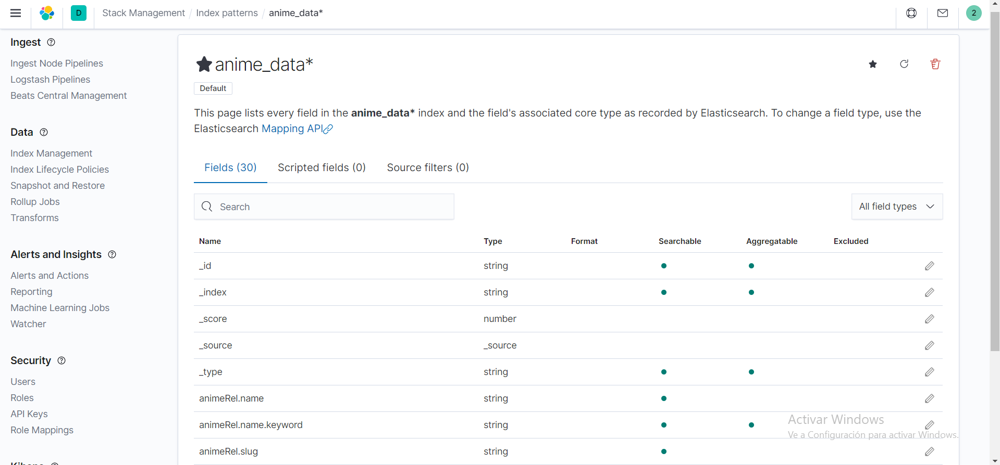 D
Stack Management / Index patterns / anime_data*
2
Ingest
Ingest Node Pipelines
Logstash Pipelines
Beats Central Management
Data
Index Management
Index Lifecycle Policies
Snapshot and Restore
Rollup Jobs
Transforms
Alerts and Insights
Alerts and Actions
Reporting
Machine Learning Jobs
Watcher
Security
Users
Roles
API Keys
Role Mappings
Kibana
anime_data*
Default
This page lists every field in the anime_data* index and the field's associated core type as recorded by Elasticsearch. To change a field type, use the
Elasticsearch Mapping API
Fields (30) Scripted fields (0) Source filters (0)
Search All field types
Name Type Format Searchable Aggregatable Excluded
_id string
_index string
_score number
_source _source
_type string
animeRel.name string
animeRel.name.keyword string
animeRel.slug string
Activar Windows
Ve a Configuración para activar Windows.